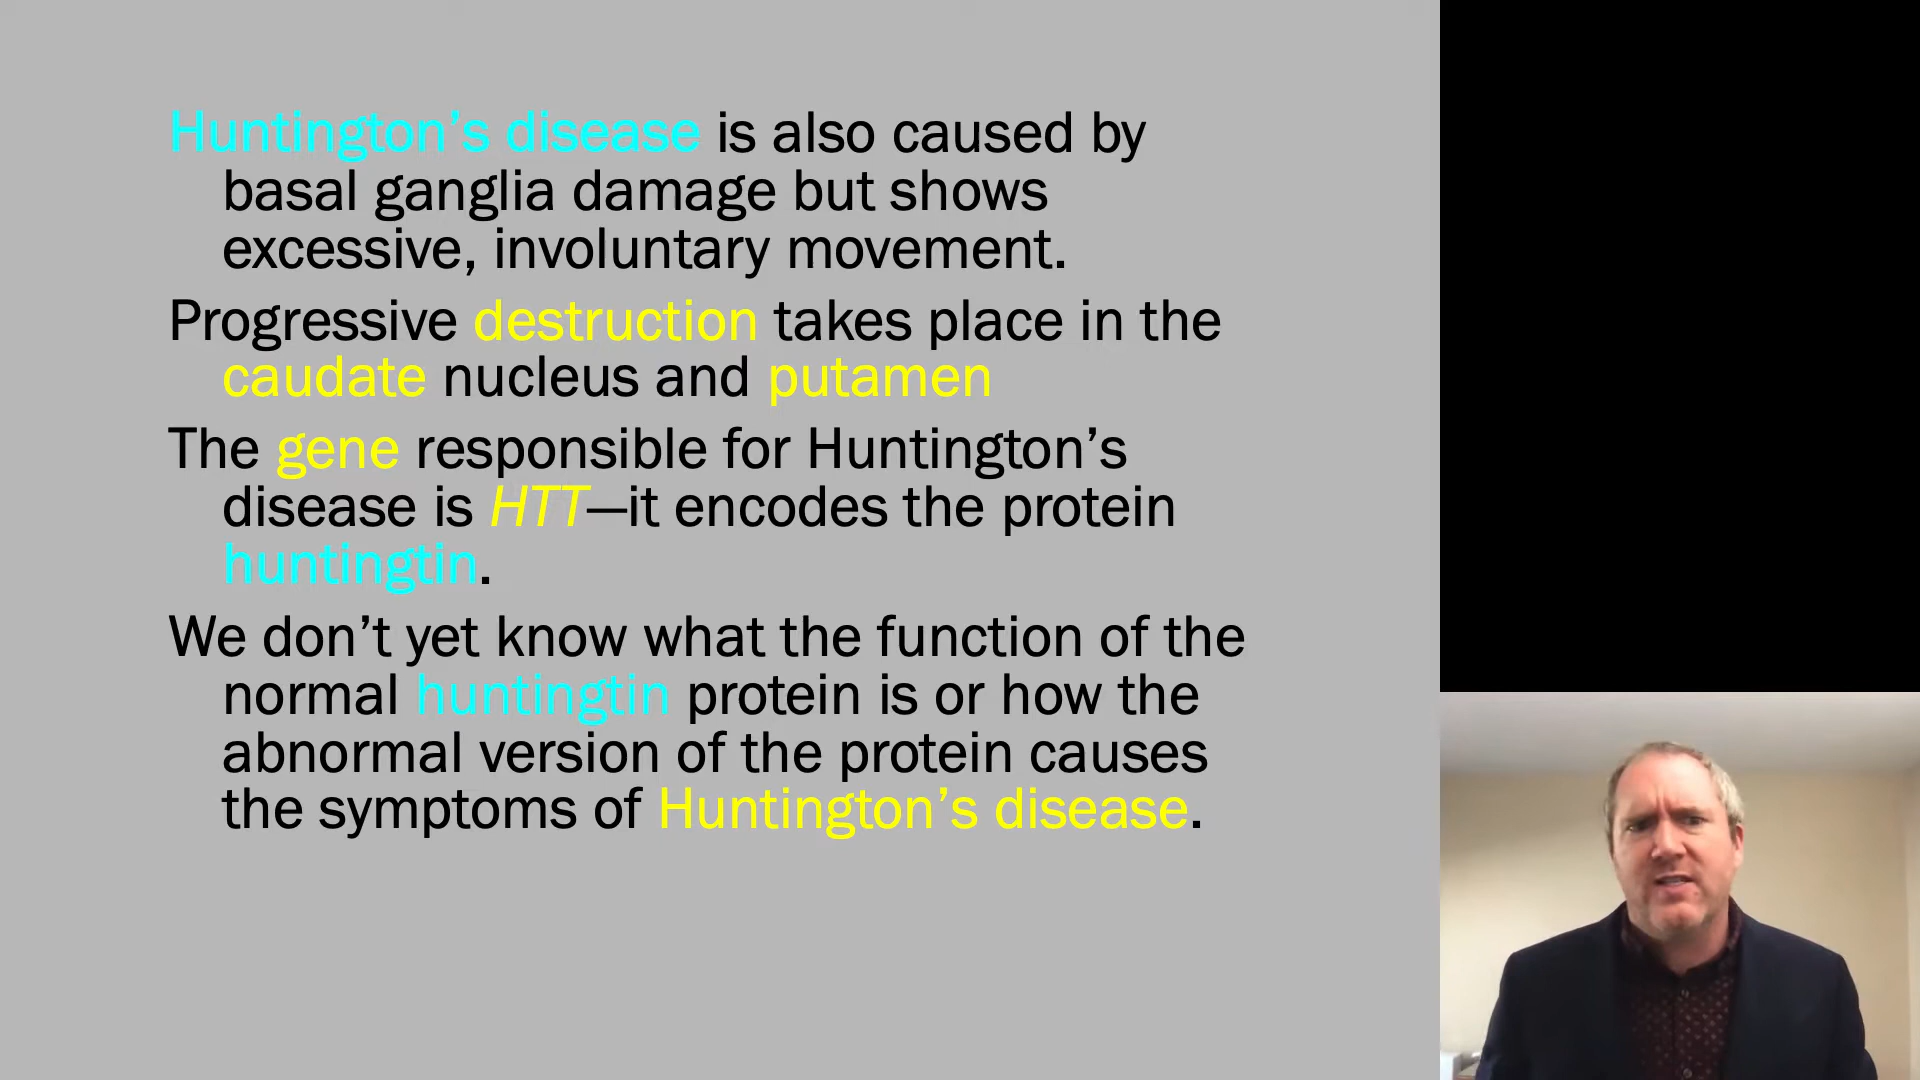 Huntington’s disease is also caused by
basal ganglia damage but shows
excessive, involuntary movement.
Progressive destruction takes place in the
caudate nucleus and putamen
The gene responsible for Huntington’s
disease is HTT—it encodes the protein
huntingtin.
We don’t yet know what the function of the
normal huntingtin protein is or how the
abnormal version of the protein causes
the symptoms of Huntington’s disease.